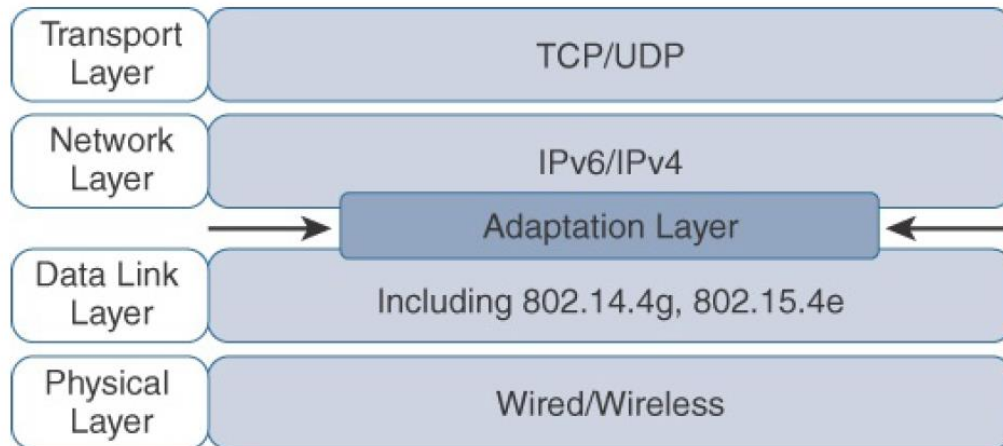 Transport
Layer
TCP/UDP
Network
Layer
IPv6/IPv4
Adaptation Layer
Data Link
Layer
Including 802.14.4g, 802.15.4e
Physical
Layer
Wired/Wireless